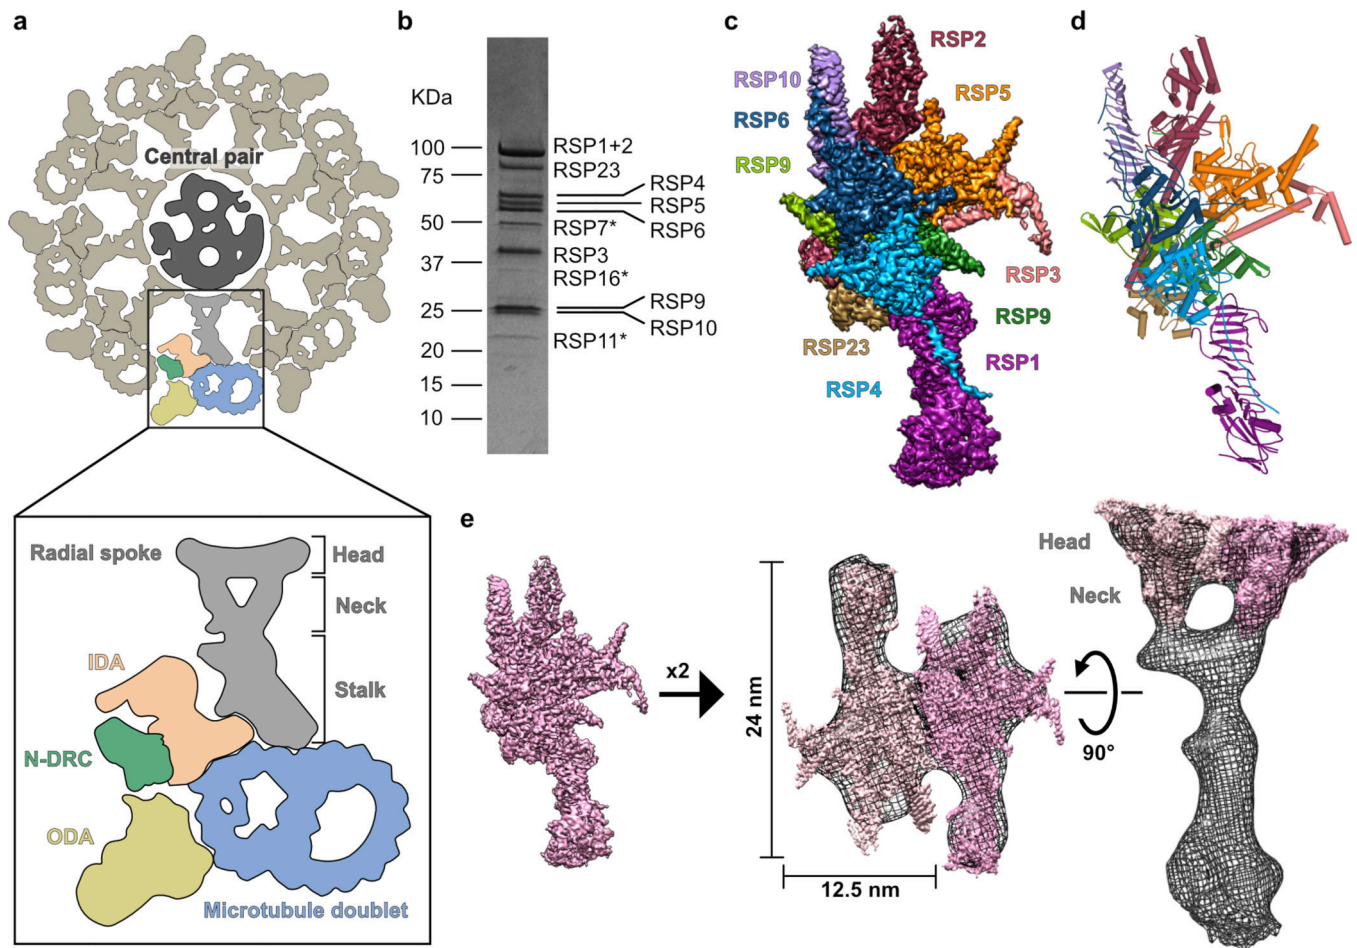 a
Central pair
b
KDa
100
75
50
37
25
20
15
10
RSP1+2
RSP23
RSP4
RSP5
RSP6
RSP7*
RSP3
RSP16*
RSP9
RSP10
RSP11*
c
RSP2
RSP10
RSP5
RSP6
RSP9
RSP3
RSP9
RSP23
RSP1
RSP4
d
Radial spoke
Head
Neck
Stalk
IDA
N-DRC
ODA
Microtubule doublet
e
x2
24 nm
12.5 nm
90°
Head
Neck